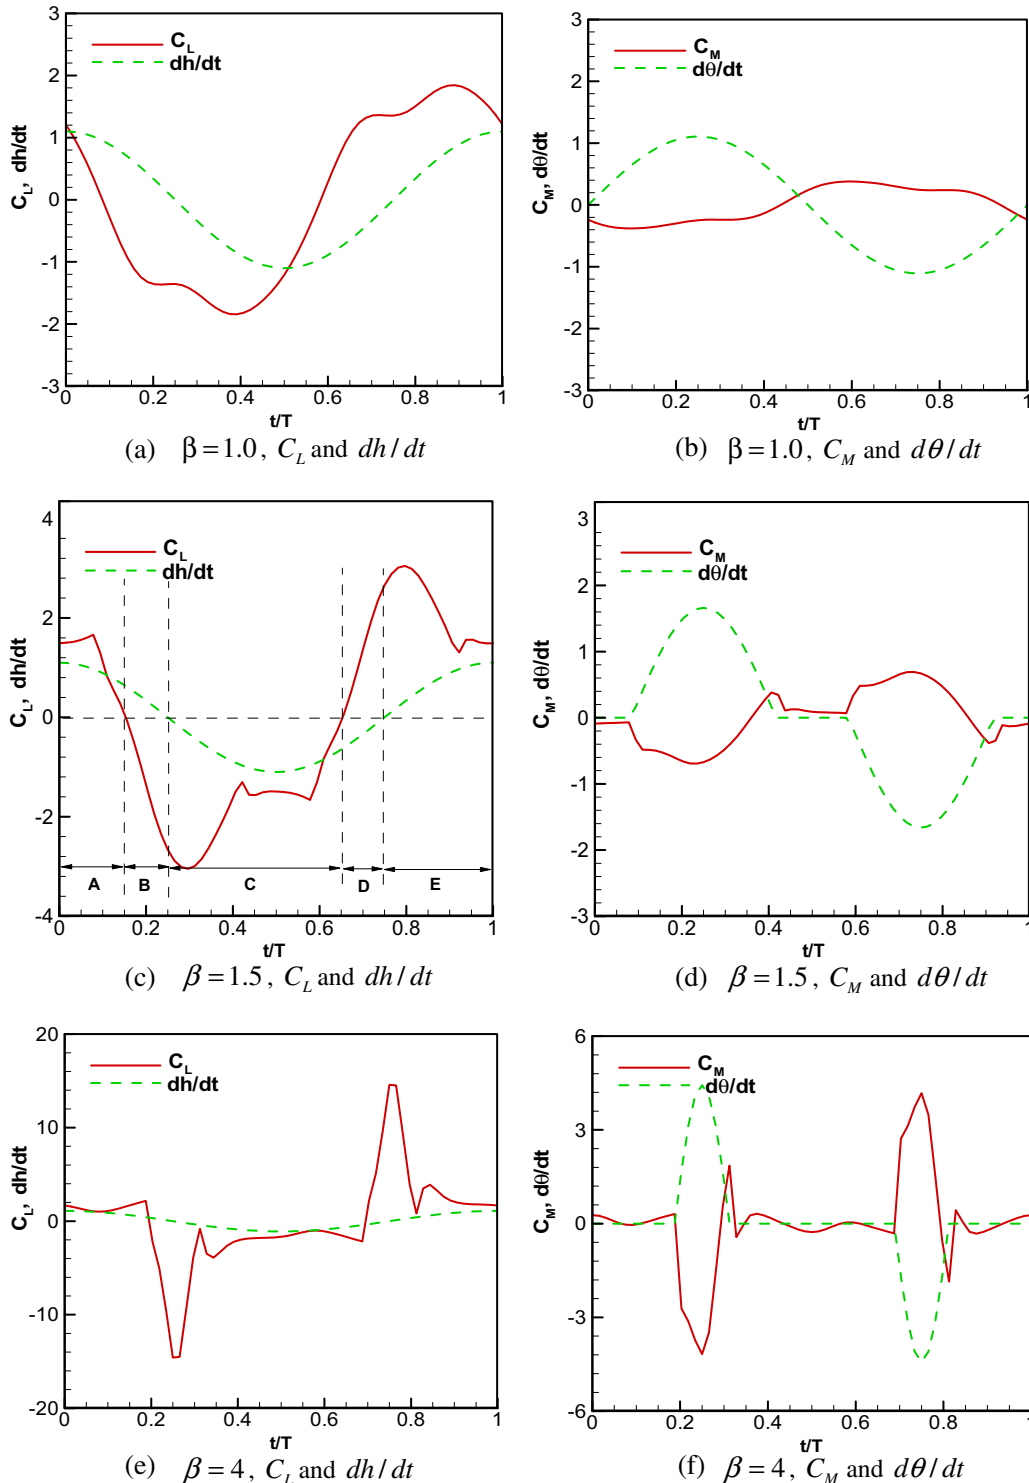 3
2
1
0
-1
-2
-3
C_L
dh/dt
C_L, dh/dt
0 0.2 0.4 0.6 0.8 1
t/T
(a) β=1.0, C_L and dh/dt
3
2
1
0
-1
-2
-3
C_M
dθ/dt
C_M, dθ/dt
0 0.2 0.4 0.6 0.8 1
t/T
(b) β=1.0, C_M and dθ/dt
4
2
0
-2
-4
C_L
dh/dt
C_L, dh/dt
A B C D E
0 0.2 0.4 0.6 0.8 1
t/T
(c) β=1.5, C_L and dh/dt
3
2
1
0
-1
-2
-3
C_M
dθ/dt
C_M, dθ/dt
0 0.2 0.4 0.6 0.8 1
t/T
(d) β=1.5, C_M and dθ/dt
20
10
0
-10
-20
C_L
dh/dt
C_L, dh/dt
0 0.2 0.4 0.6 0.8 1
t/T
(e) β=4, C_L and dh/dt
6
3
0
-3
-6
C_M
dθ/dt
C_M, dθ/dt
0 0.2 0.4 0.6 0.8 1
t/T
(f) β=4, C_M and dθ/dt